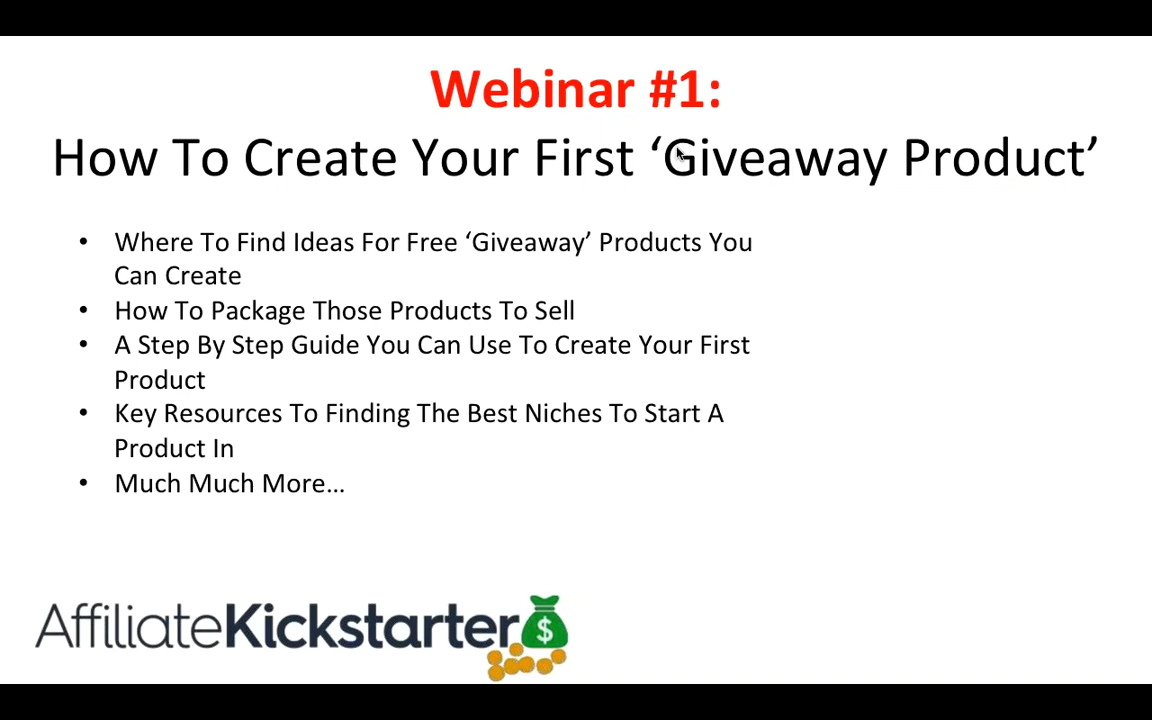 Webinar #1:
How To Create Your First ‘Giveaway Product’
• Where To Find Ideas For Free ‘Giveaway’ Products You
Can Create
• How To Package Those Products To Sell
• A Step By Step Guide You Can Use To Create Your First
Product
• Key Resources To Finding The Best Niches To Start A
Product In
• Much Much More…
AffiliateKickstarter
$